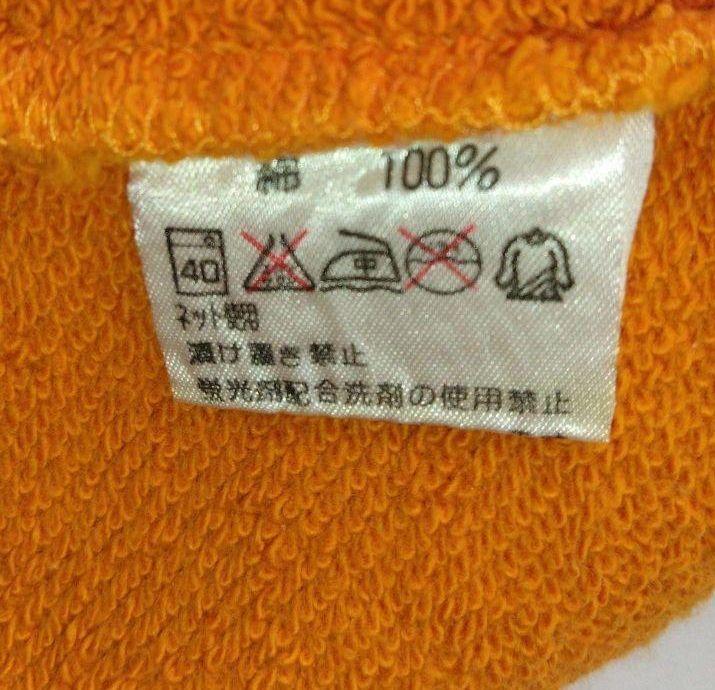 綿 100%
40 中
ネット使用
漬け置き禁止
蛍光剤配合洗剤の使用禁止